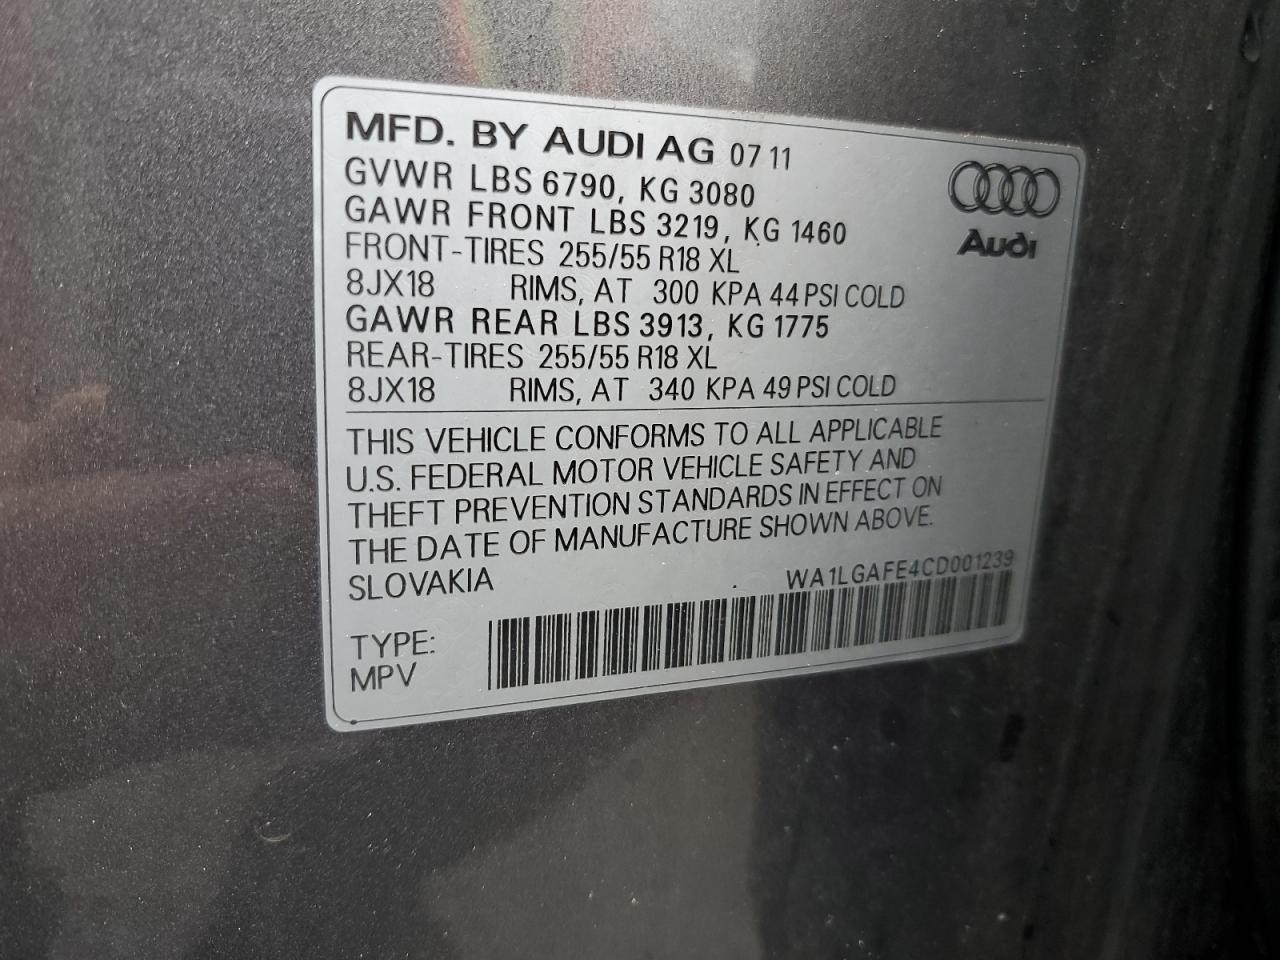 MFD. BY AUDI AG 07 11
GVWR LBS 6790, KG 3080
GAWR FRONT LBS 3219, KG 1460
FRONT-TIRES 255/55 R18 XL
8JX18 RIMS, AT 300 KPA 44 PSI COLD
GAWR REAR LBS 3913, KG 1775
REAR-TIRES 255/55 R18 XL
8JX18 RIMS, AT 340 KPA 49 PSI COLD
Audi
THIS VEHICLE CONFORMS TO ALL APPLICABLE
U.S. FEDERAL MOTOR VEHICLE SAFETY AND
THEFT PREVENTION STANDARDS IN EFFECT ON
THE DATE OF MANUFACTURE SHOWN ABOVE.
SLOVAKIA WA1LGAFE4CD001239
TYPE:
MPV